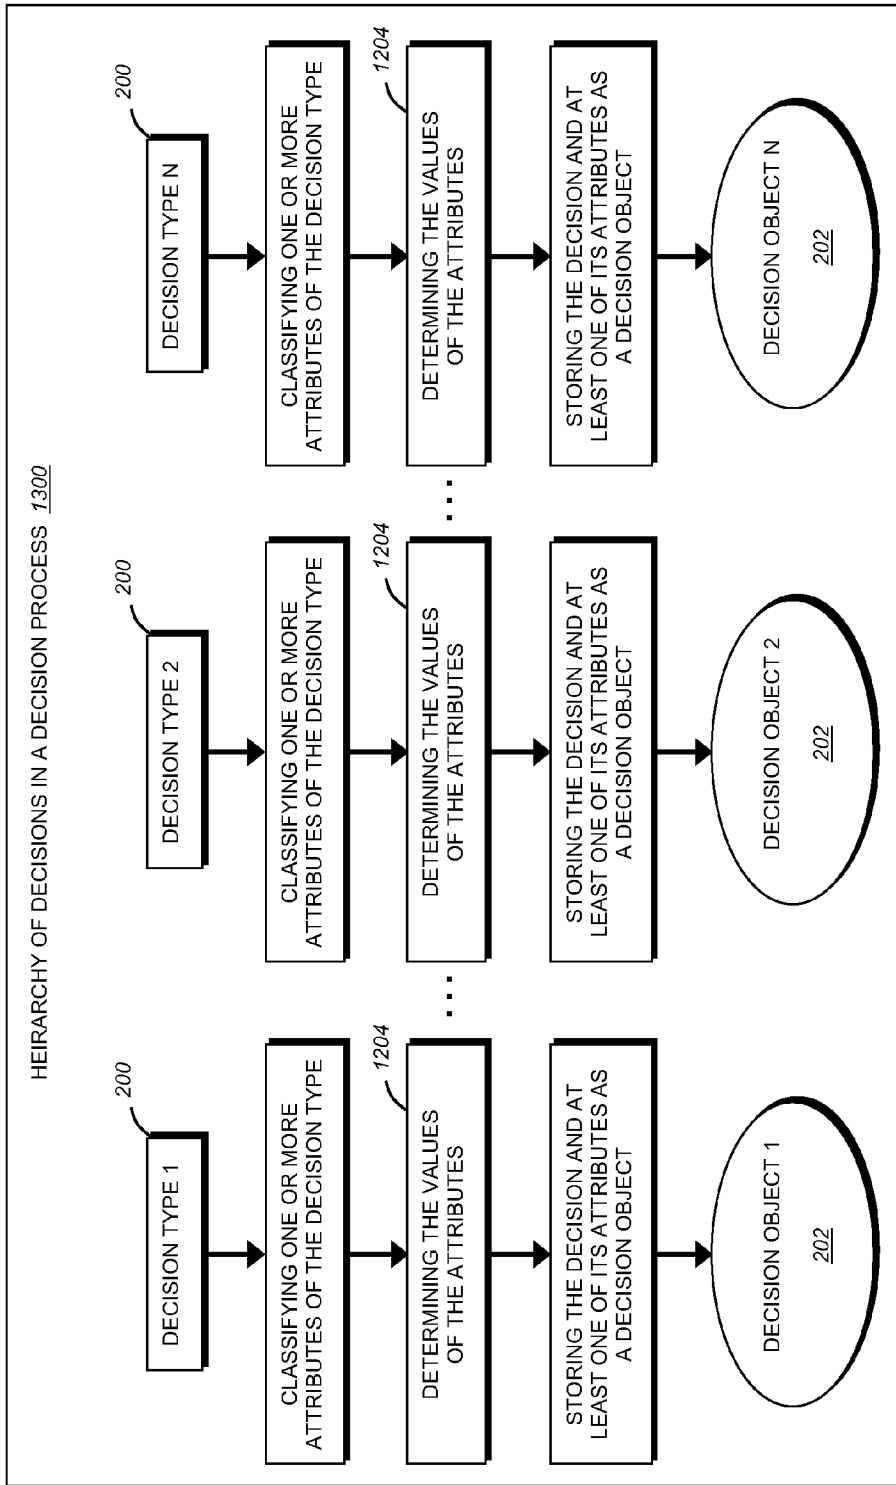 HEIRARCHY OF DECISIONS IN A DECISION PROCESS 1300
200
DECISION TYPE 1
CLASSIFYING ONE OR MORE
ATTRIBUTES OF THE DECISION TYPE
1204
DETERMINING THE VALUES
OF THE ATTRIBUTES
STORING THE DECISION AND AT
LEAST ONE OF ITS ATTRIBUTES AS
A DECISION OBJECT
DECISION OBJECT 1
202
...
200
DECISION TYPE 2
CLASSIFYING ONE OR MORE
ATTRIBUTES OF THE DECISION TYPE
1204
DETERMINING THE VALUES
OF THE ATTRIBUTES
STORING THE DECISION AND AT
LEAST ONE OF ITS ATTRIBUTES AS
A DECISION OBJECT
DECISION OBJECT 2
202
...
200
DECISION TYPE N
CLASSIFYING ONE OR MORE
ATTRIBUTES OF THE DECISION TYPE
1204
DETERMINING THE VALUES
OF THE ATTRIBUTES
STORING THE DECISION AND AT
LEAST ONE OF ITS ATTRIBUTES AS
A DECISION OBJECT
DECISION OBJECT N
202